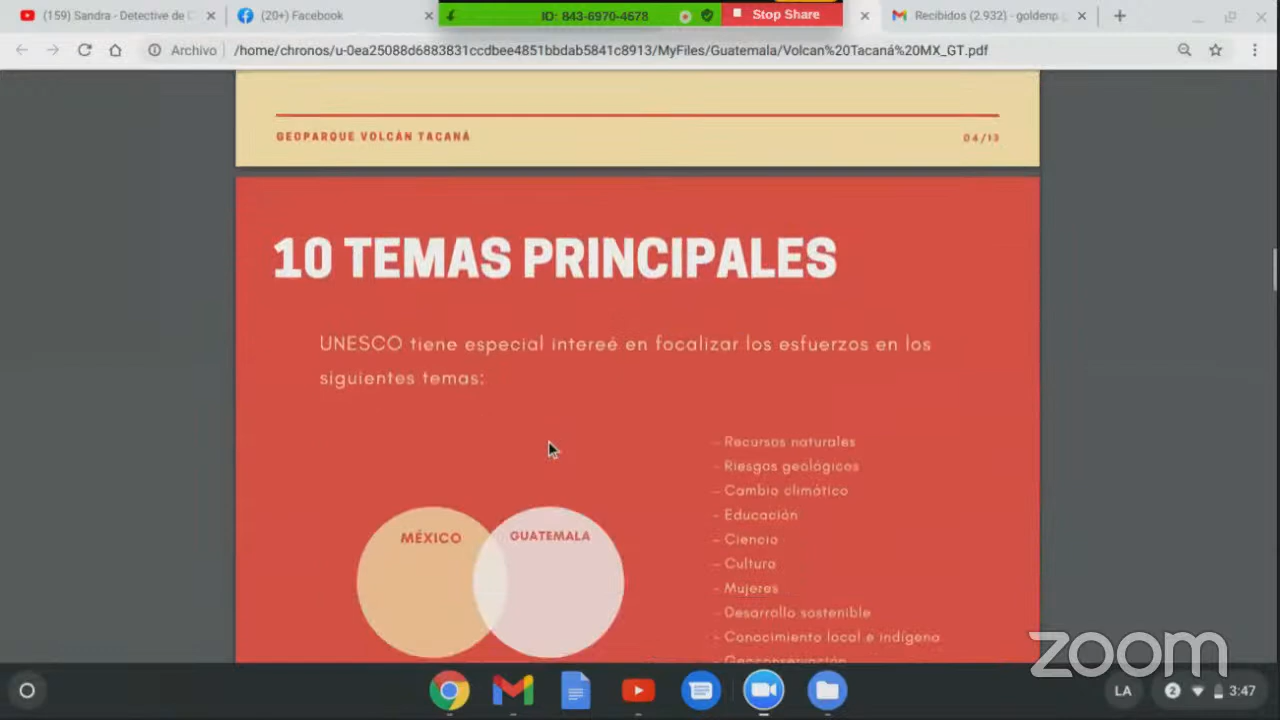 (159) Sandra - Detective de
(20+) Facebook
ID: 843-6970-4678
Stop Share
Recibidos (2.932) - goldenp
Archivo
/home/chronos/u-0ea25088d6883831ccdbee4851bbdab5841c8913/MyFiles/Guatemala/Volcan%20Tacaná%20MX_GT.pdf
GEOPARQUE VOLCÁN TACANÁ
04/13
10 TEMAS PRINCIPALES
UNESCO tiene especial intereé en focalizar los esfuerzos en los
siguientes temas:
- Recursos naturales
- Riesgos geológicos
- Cambio climático
- Educación
- Ciencia
- Cultura
- Mujeres
- Desarrollo sostenible
- Conocimiento local e indígena
- Geoconservación
MÉXICO
GUATEMALA
zoom
LA
2
3:47